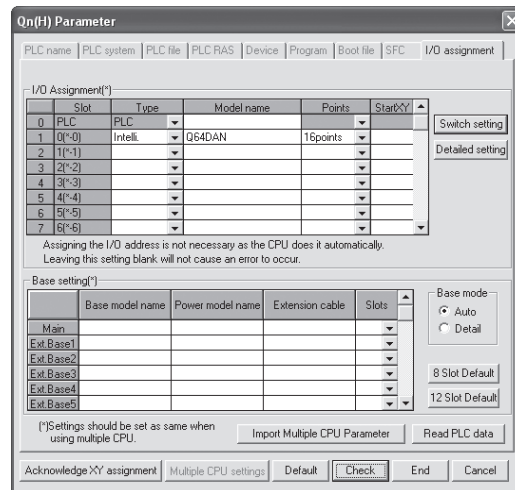 Qn(H) Parameter
PLC name PLC system PLC file PLC RAS Device Program Boot file SFC I/O assignment
I/O Assignment(*)
Slot Type Model name Points StartXY
0 PLC PLC
1 0(*-0) Intelli. Q64DAN 16points
2 1(*-1)
3 2(*-2)
4 3(*-3)
5 4(*-4)
6 5(*-5)
7 6(*-6)
Switch setting
Detailed setting
Assigning the I/O address is not necessary as the CPU does it automatically.
Leaving this setting blank will not cause an error to occur.
Base setting(*)
Base model name Power model name Extension cable Slots
Main
Ext.Base1
Ext.Base2
Ext.Base3
Ext.Base4
Ext.Base5
Base mode
Auto
Detail
8 Slot Default
12 Slot Default
(*)Settings should be set as same when
using multiple CPU.
Import Multiple CPU Parameter Read PLC data
Acknowledge XY assignment Multiple CPU settings Default Check End Cancel